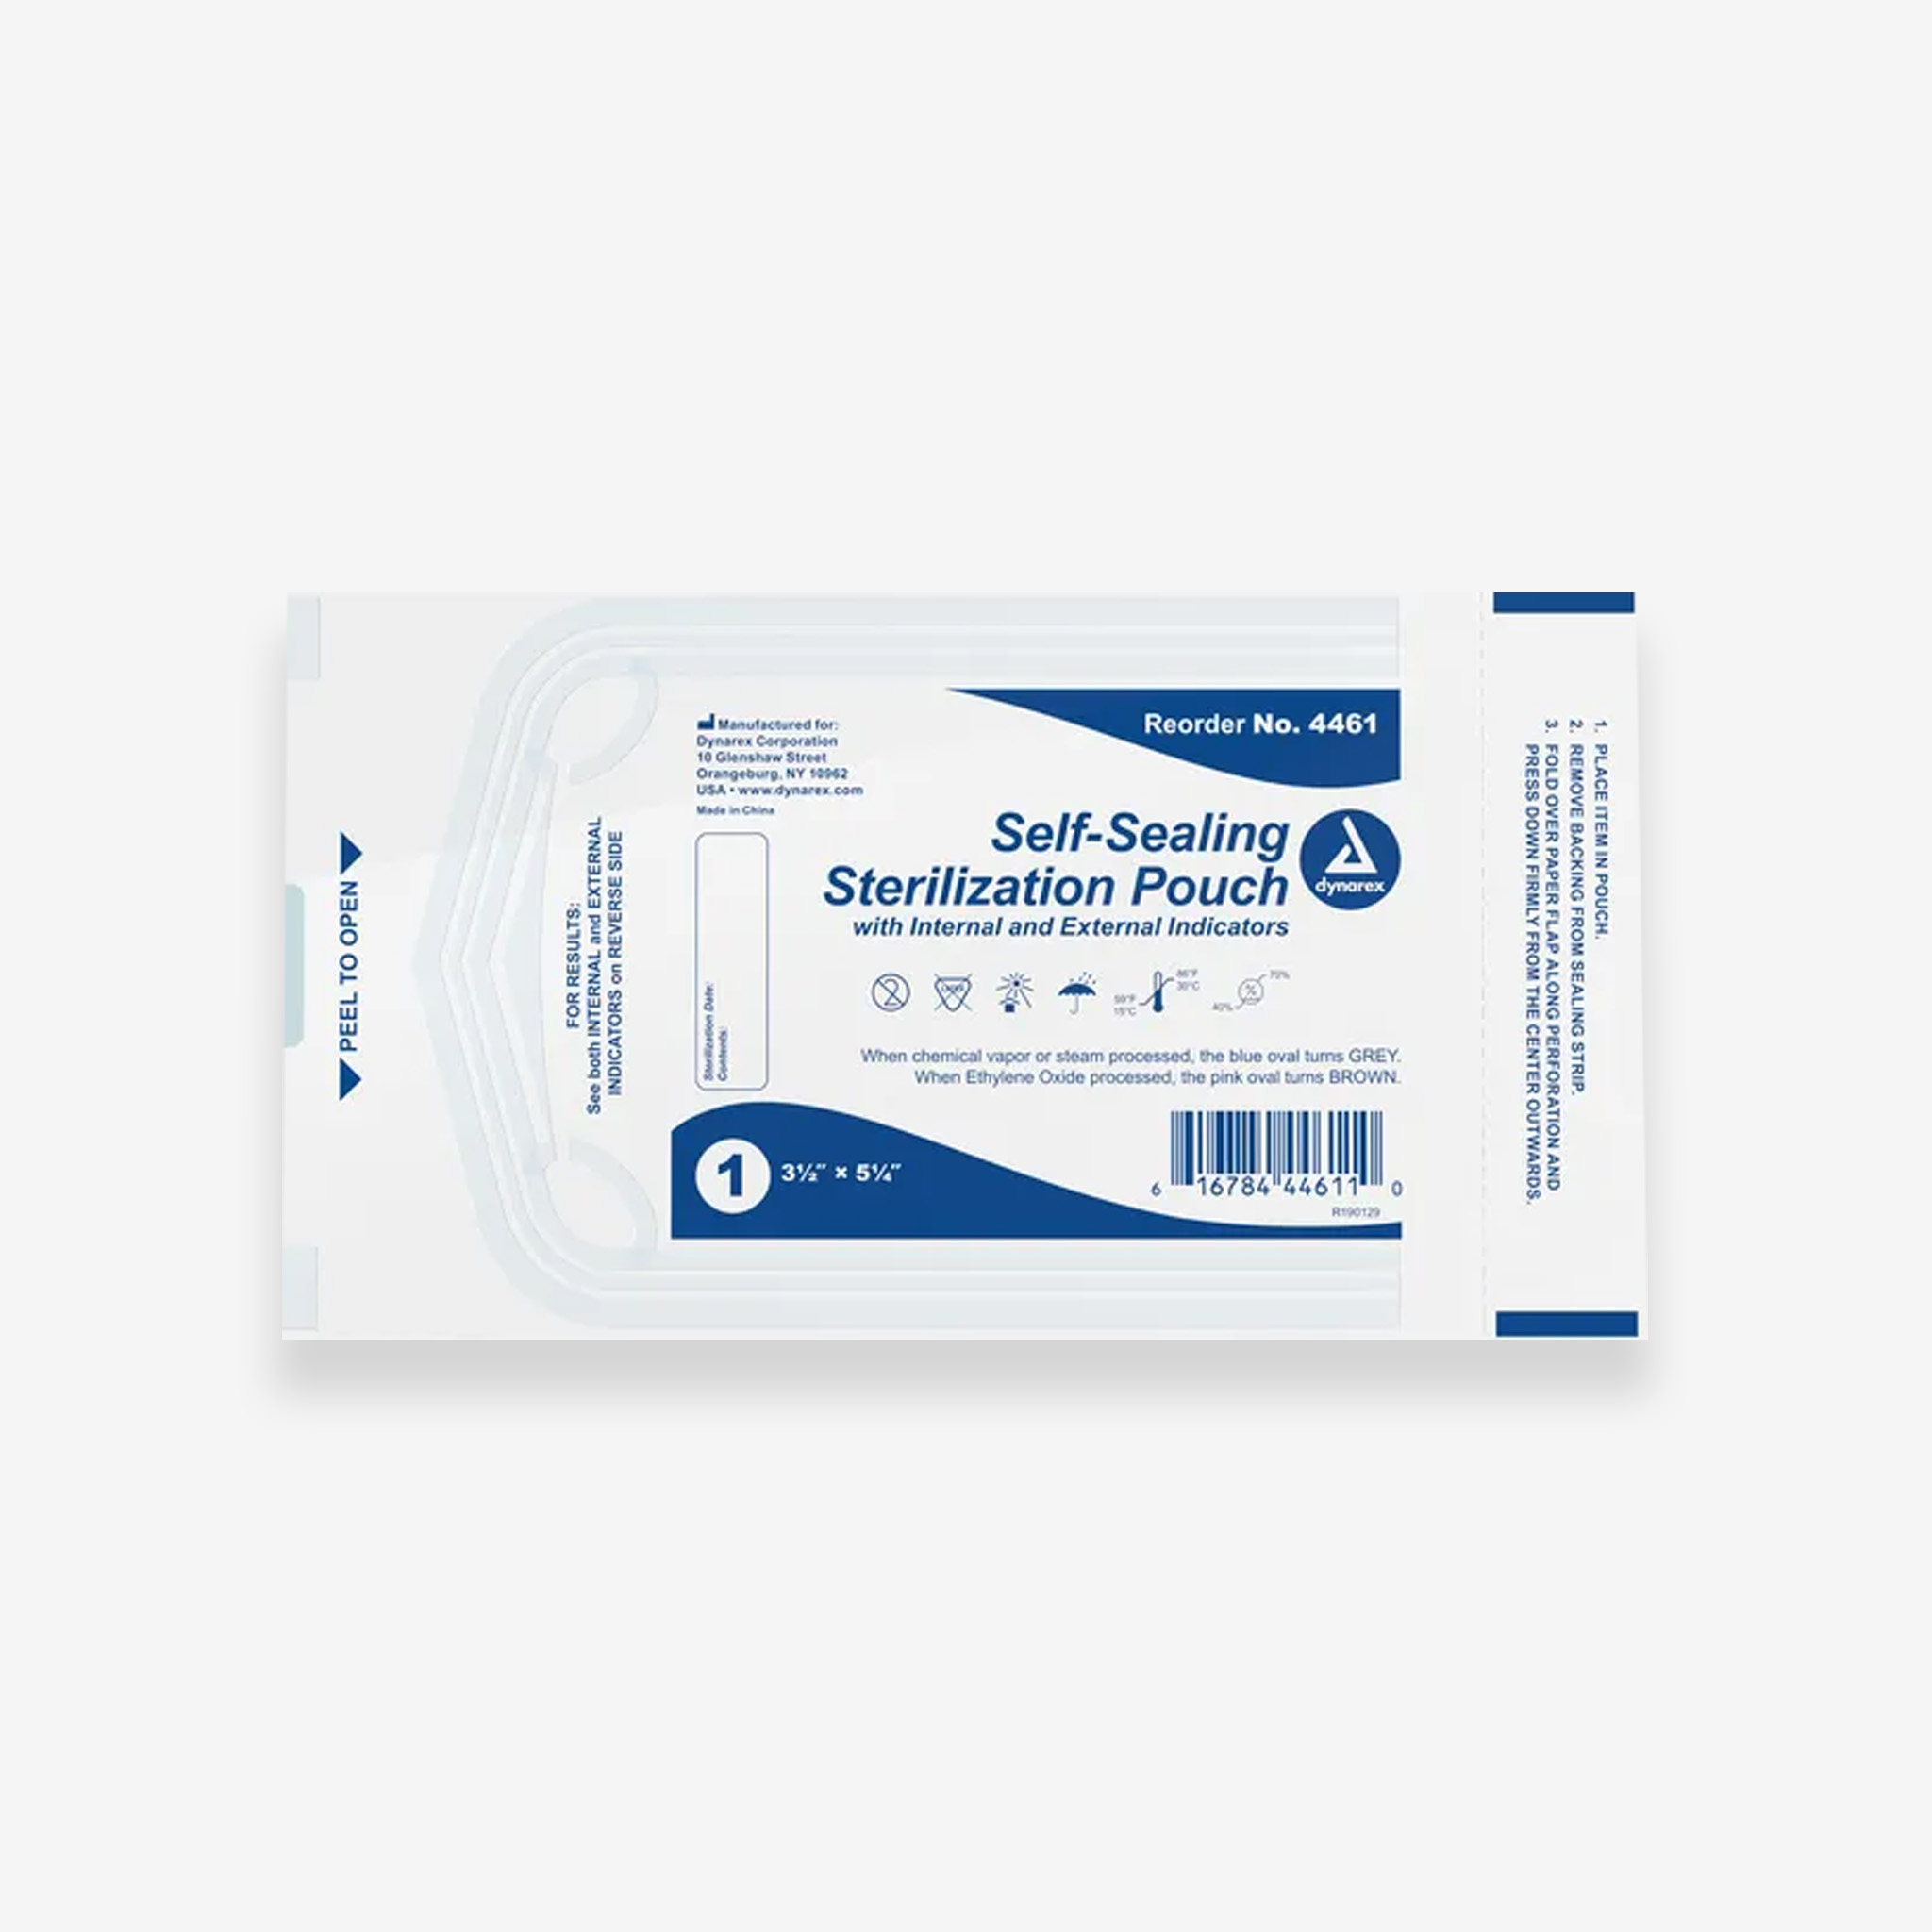 PEEL TO OPEN
FOR RESULTS:
See both INTERNAL and EXTERNAL
INDICATORS on REVERSE SIDE
Manufactured for:
Dynarex Corporation
10 Glenshaw Street
Orangeburg, NY 10962
USA • www.dynarex.com
Made in China
Sterilization Date:
Contents:
Reorder No. 4461
Self-Sealing
Sterilization Pouch
with Internal and External Indicators
dynarex
2
59°F
15°C
86°F
30°C
40%
%
70%
When chemical vapor or steam processed, the blue oval turns GREY.
When Ethylene Oxide processed, the pink oval turns BROWN.
1 3½" × 5¼"
6 16784 44611 0
R190129
1. PLACE ITEM IN POUCH.
2. REMOVE BACKING FROM SEALING STRIP.
3. FOLD OVER PAPER FLAP ALONG PERFORATION AND
PRESS DOWN FIRMLY FROM THE CENTER OUTWARDS.